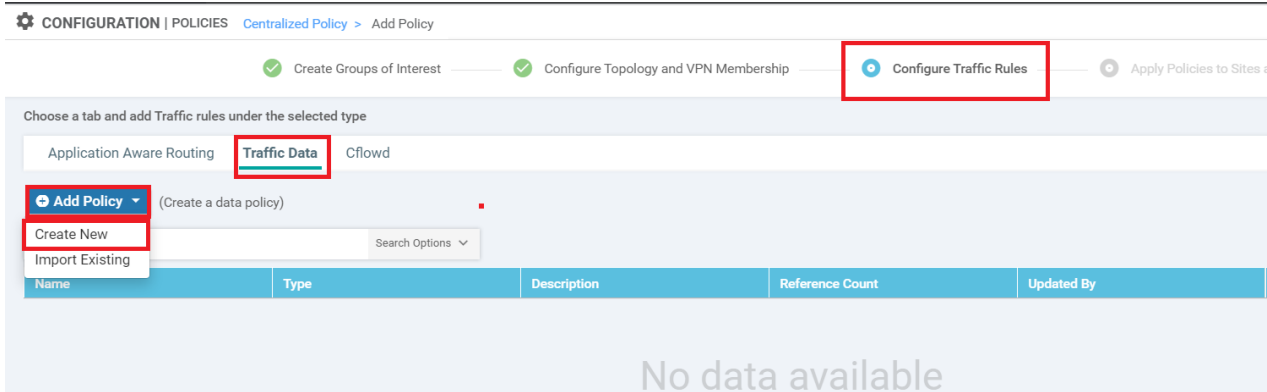 CONFIGURATION | POLICIES Centralized Policy > Add Policy
Create Groups of Interest Configure Topology and VPN Membership Configure Traffic Rules Apply Policies to Sites
Choose a tab and add Traffic rules under the selected type
Application Aware Routing Traffic Data Cflowd
Add Policy (Create a data policy)
Create New Search Options
Import Existing
Name Type Description Reference Count Updated By
No data available